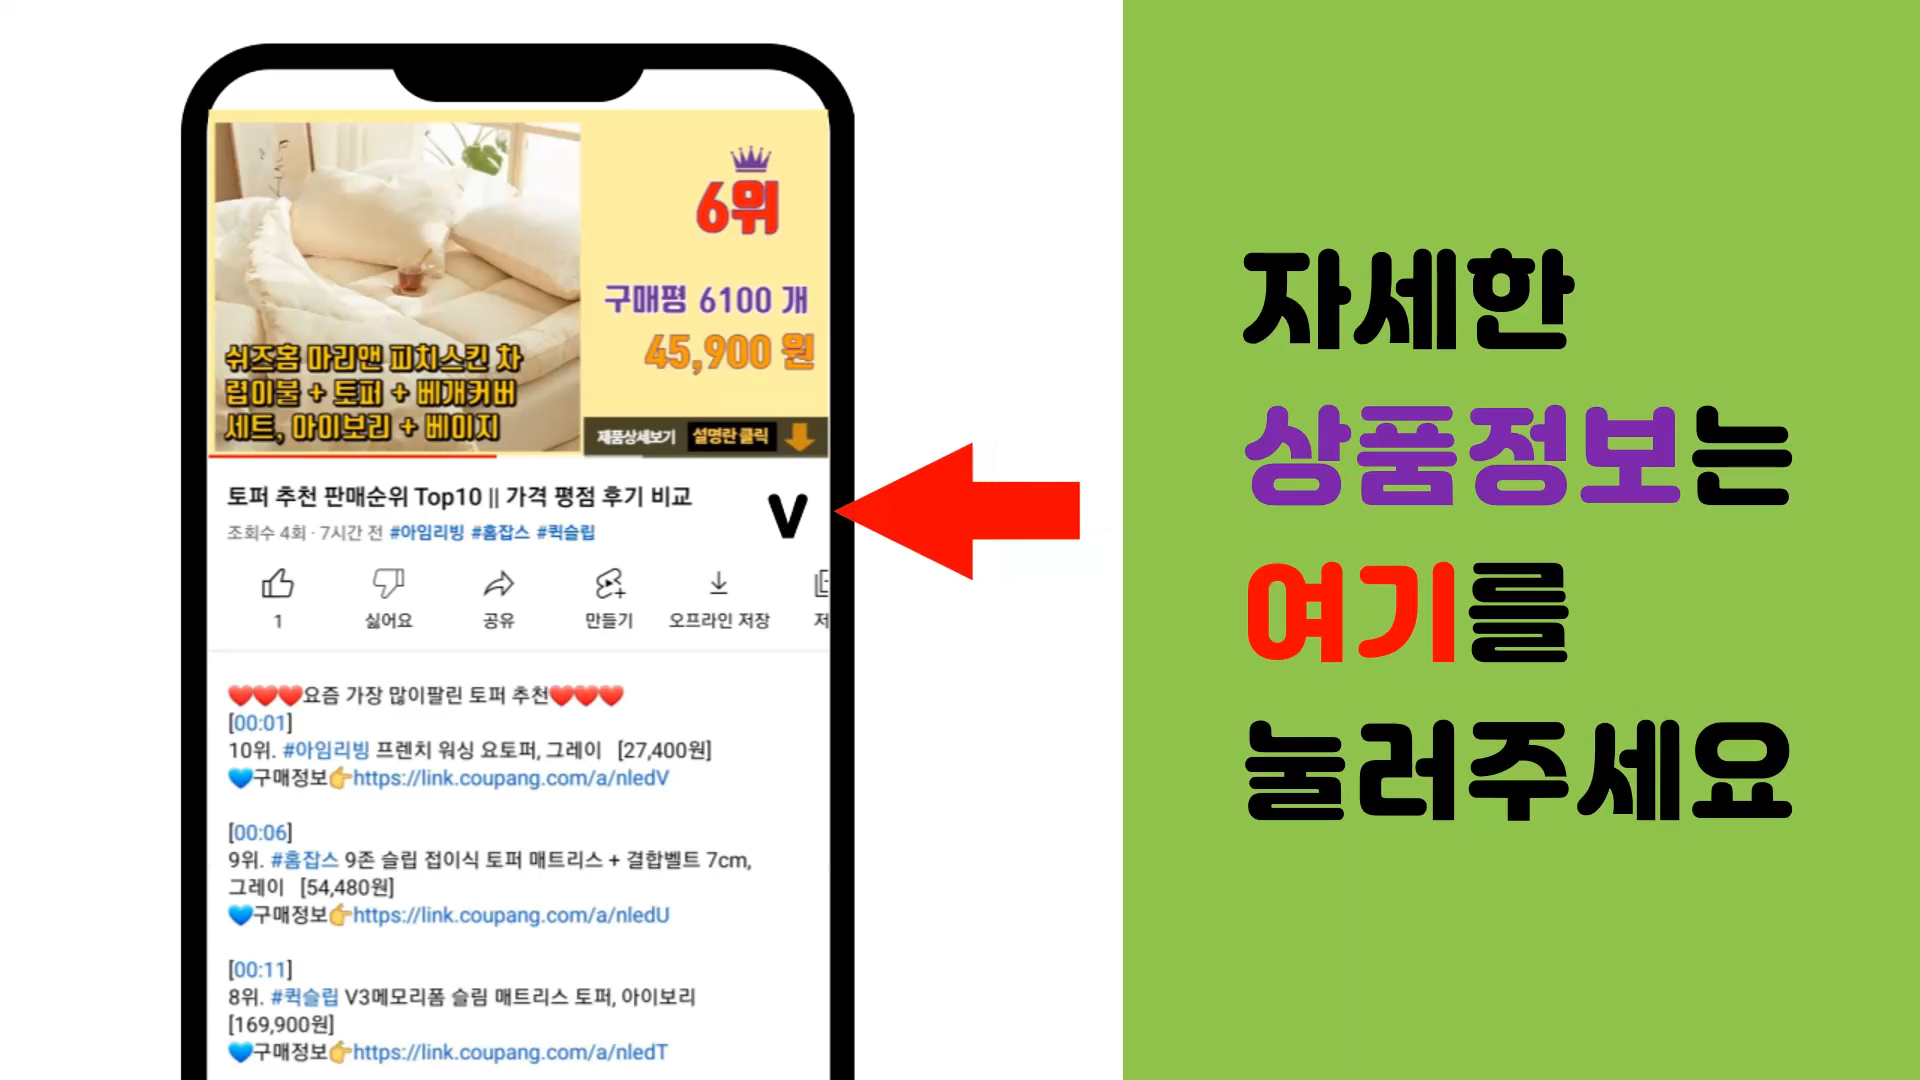 6위
구매평 6100 개
45,900 원
쉬즈홈 마리앤 피치스킨 차
렵이불 + 토퍼 + 베개커버
세트, 아이보리 + 베이지
제품상세보기 설명란 클릭
토퍼 추천 판매순위 Top10 || 가격 평점 후기 비교
V
조회수 4회 · 7시간 전 #아임리빙 #홈잡스 #퀵슬립
1 싫어요 공유 만들기 오프라인 저장 저
❤❤❤요즘 가장 많이팔린 토퍼 추천❤❤❤
[00:01]
10위. #아임리빙 프렌치 워싱 요토퍼, 그레이 [27,400원]
💙구매정보👉https://link.coupang.com/a/nledV
[00:06]
9위. #홈잡스 9존 슬립 접이식 토퍼 매트리스 + 결합벨트 7cm,
그레이 [54,480원]
💙구매정보👉https://link.coupang.com/a/nledU
[00:11]
8위. #퀵슬립 V3메모리폼 슬림 매트리스 토퍼, 아이보리
[169,900원]
💙구매정보👉https://link.coupang.com/a/nledT
자세한
상품정보는
여기를
눌러주세요